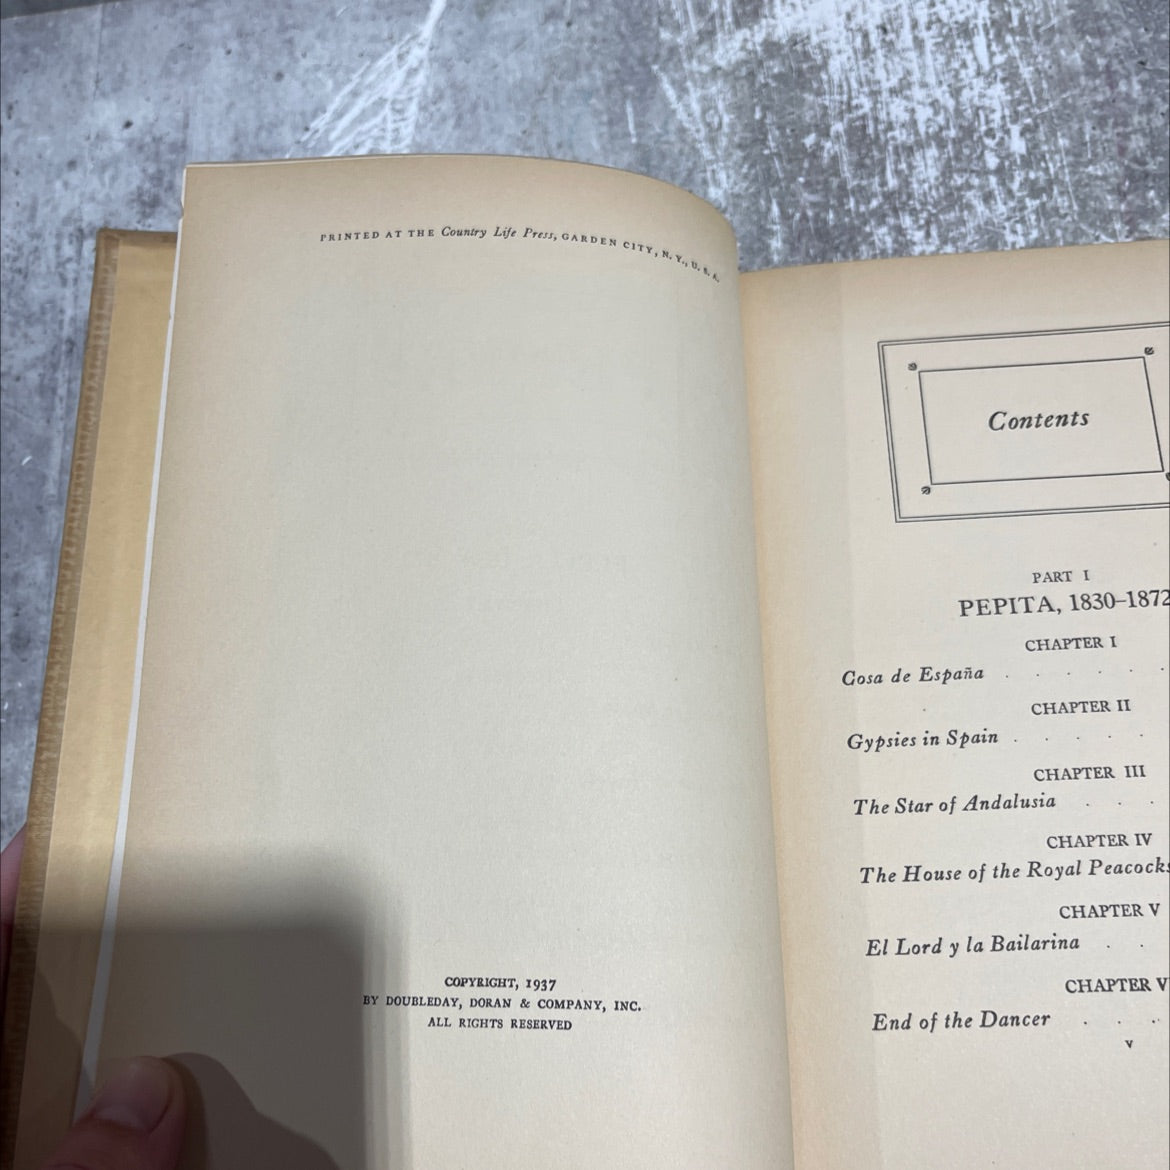 PRINTED AT THE Country Life Press, GARDEN CITY, N. Y., U. S. A.
COPYRIGHT, 1937
BY DOUBLEDAY, DORAN & COMPANY, INC.
ALL RIGHTS RESERVED
Contents
PART I
PEPITA, 1830–1872
CHAPTER I
Cosa de España . . . . . .
CHAPTER II
Gypsies in Spain . . . . .
CHAPTER III
The Star of Andalusia . . .
CHAPTER IV
The House of the Royal Peacocks
CHAPTER V
El Lord y la Bailarina . .
CHAPTER V
End of the Dancer . . .
v